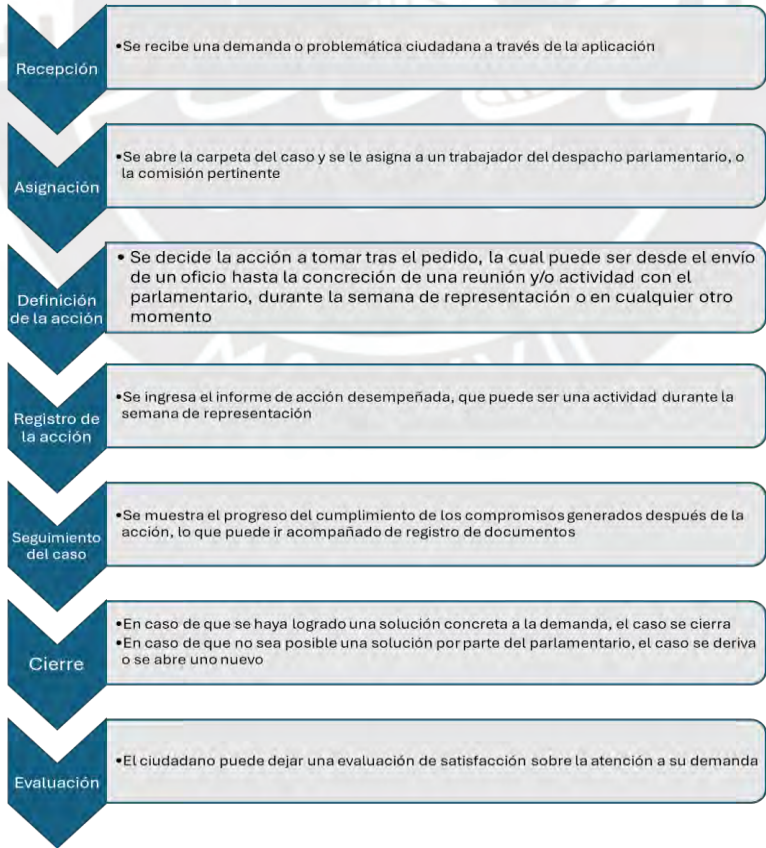 Recepción
•Se recibe una demanda o problemática ciudadana a través de la aplicación
Asignación
•Se abre la carpeta del caso y se le asigna a un trabajador del despacho parlamentario, o
la comisión pertinente
Definición
de la acción
• Se decide la acción a tomar tras el pedido, la cual puede ser desde el envío
de un oficio hasta la concreción de una reunión y/o actividad con el
parlamentario, durante la semana de representación o en cualquier otro
momento
Registro de
la acción
•Se ingresa el informe de acción desempeñada, que puede ser una actividad durante la
semana de representación
Seguimiento
del caso
•Se muestra el progreso del cumplimiento de los compromisos generados después de la
acción, lo que puede ir acompañado de registro de documentos
Cierre
•En caso de que se haya logrado una solución concreta a la demanda, el caso se cierra
•En caso de que no sea posible una solución por parte del parlamentario, el caso se deriva
o se abre uno nuevo
Evaluación
•El ciudadano puede dejar una evaluación de satisfacción sobre la atención a su demanda